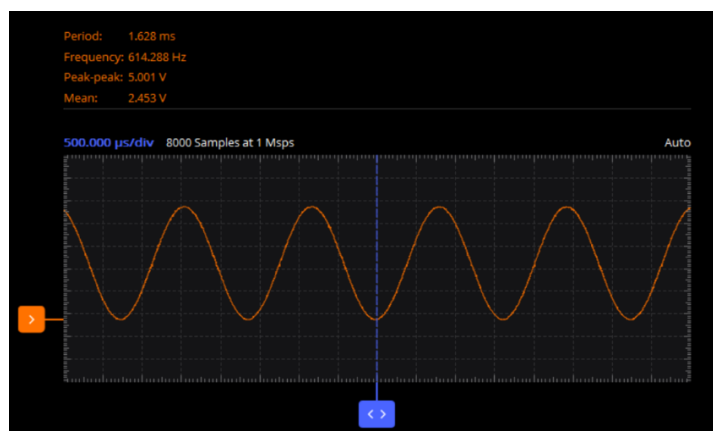 Period: 1.628 ms
Frequency: 614.288 Hz
Peak-peak: 5.001 V
Mean: 2.453 V
500.000 µs/div 8000 Samples at 1 Msps Auto